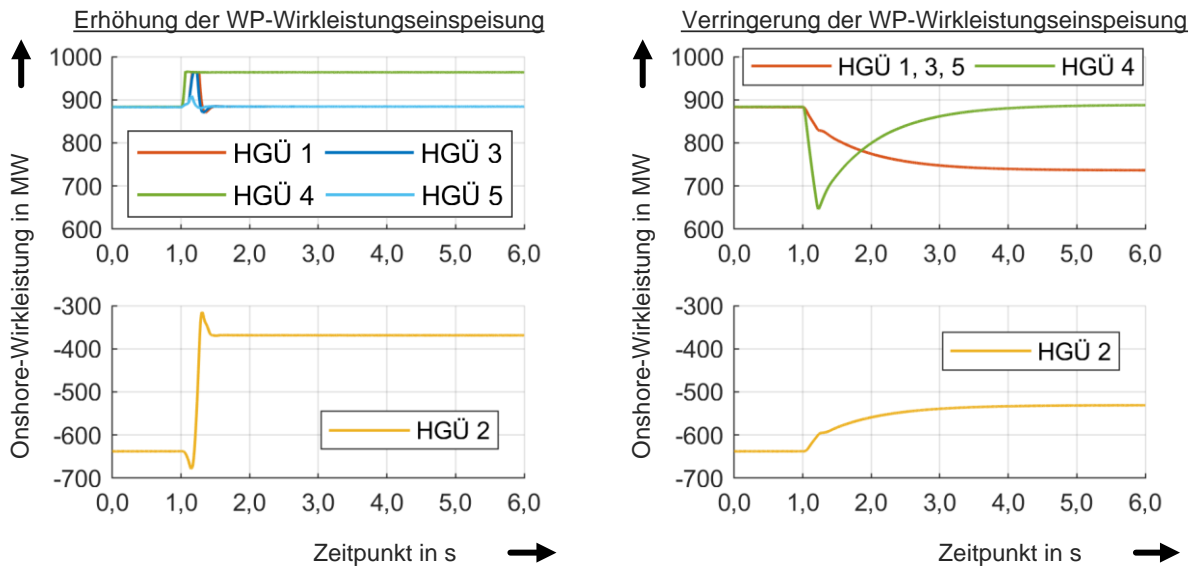 Erhöhung der WP-Wirkleistungseinspeisung
Verringerung der WP-Wirkleistungseinspeisung
Onshore-Wirkleistung in MW
1000
900
800
700
600
HGÜ 1
HGÜ 3
HGÜ 4
HGÜ 5
0,0 1,0 2,0 3,0 4,0 5,0 6,0
-300
-400
-500
-600
-700
HGÜ 2
0,0 1,0 2,0 3,0 4,0 5,0 6,0
Zeitpunkt in s
Onshore-Wirkleistung in MW
1000
900
800
700
600
HGÜ 1, 3, 5
HGÜ 4
0,0 1,0 2,0 3,0 4,0 5,0 6,0
-300
-400
-500
-600
-700
HGÜ 2
0,0 1,0 2,0 3,0 4,0 5,0 6,0
Zeitpunkt in s